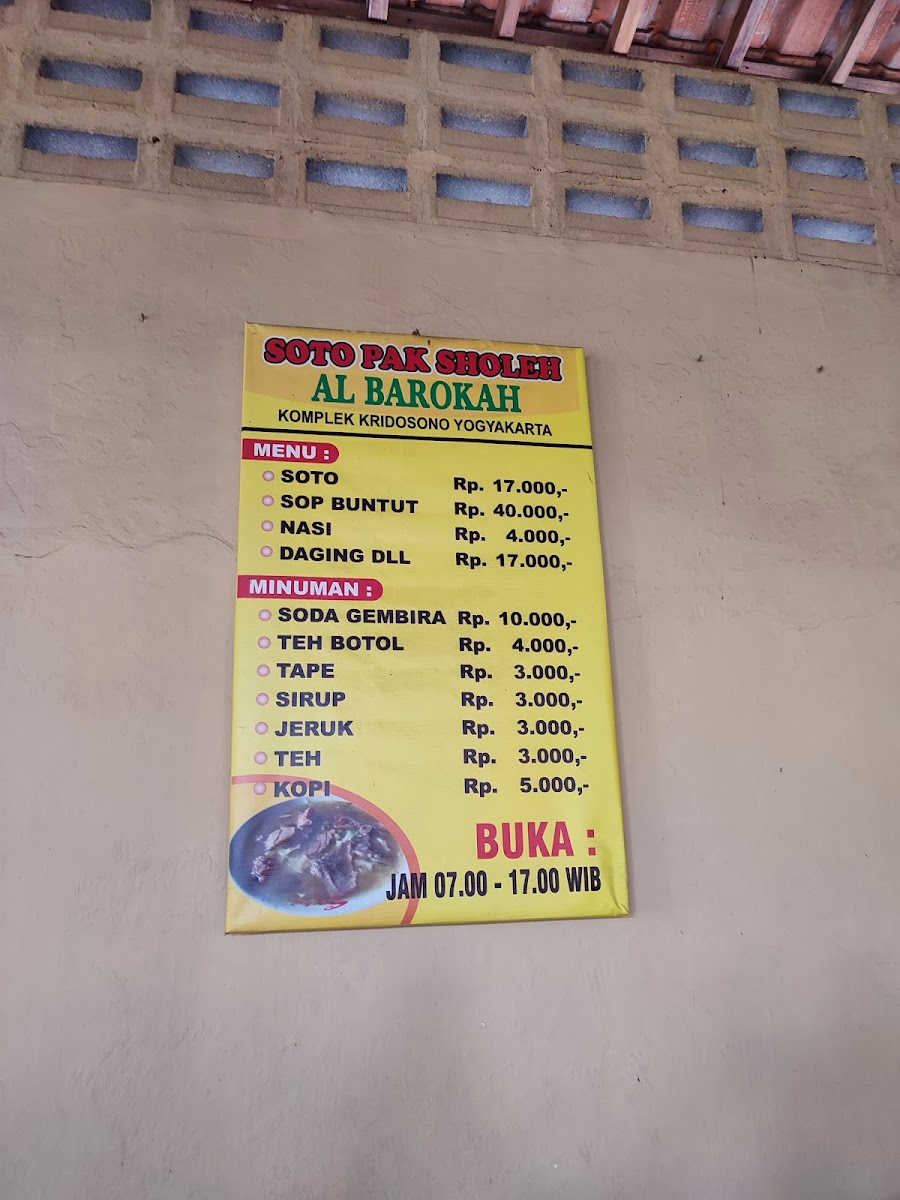 SOTO PAK SHOLEH
AL BAROKAH
KOMPLEK KRIDOSONO YOGYAKARTA
MENU :
SOTO Rp. 17.000,-
SOP BUNTUT Rp. 40.000,-
NASI Rp. 4.000,-
DAGING DLL Rp. 17.000,-
MINUMAN :
SODA GEMBIRA Rp. 10.000,-
TEH BOTOL Rp. 4.000,-
TAPE Rp. 3.000,-
SIRUP Rp. 3.000,-
JERUK Rp. 3.000,-
TEH Rp. 3.000,-
KOPI Rp. 5.000,-
BUKA :
JAM 07.00 - 17.00 WIB